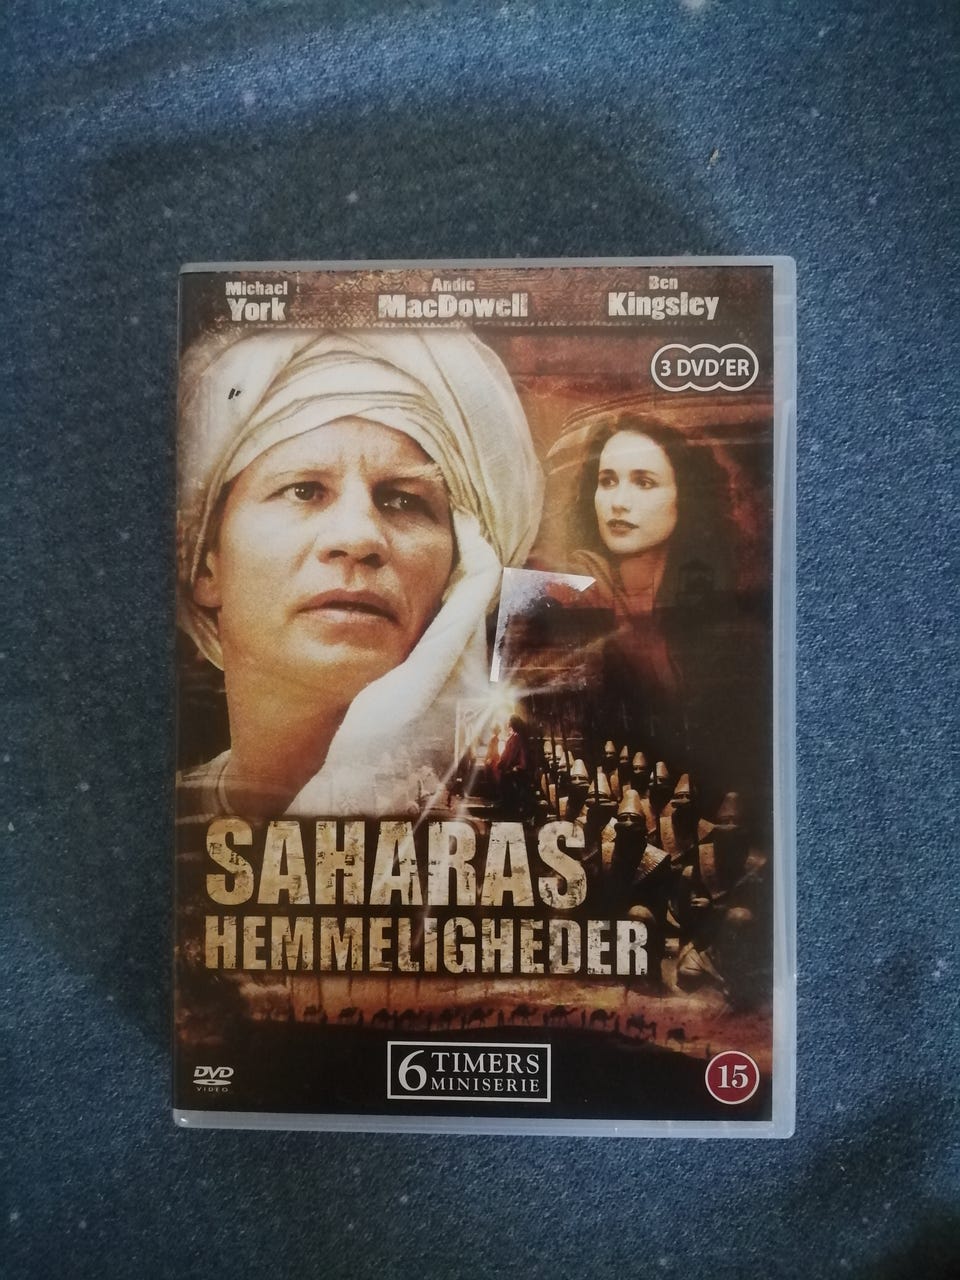 Michael
York
Andie
MacDowell
Ben
Kingsley
3 DVD'ER
SAHARAS
HEMMELIGHEDER
DVD
VIDEO
6 TIMERS
MINISERIE
15